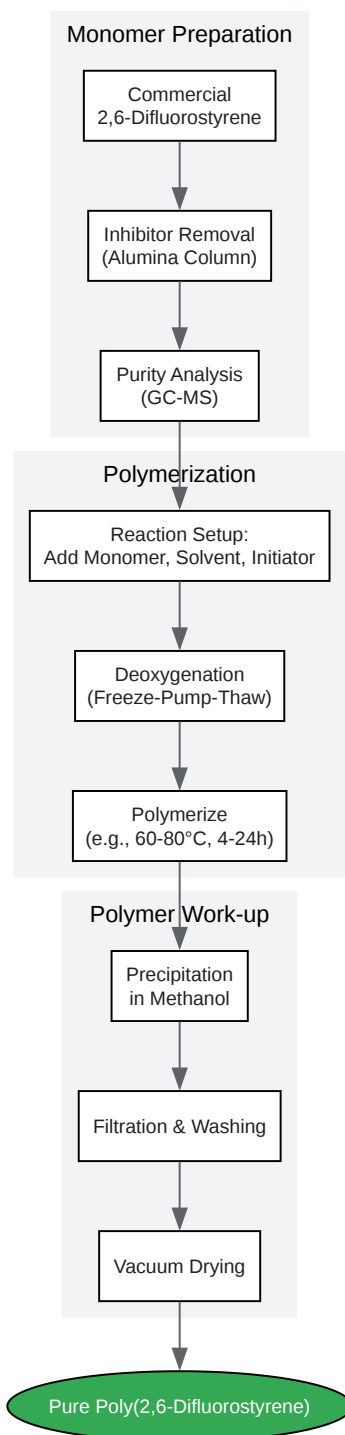 Monomer Preparation
Commercial
2,6-Difluorostyrene
Inhibitor Removal
(Alumina Column)
Purity Analysis
(GC-MS)
Polymerization
Reaction Setup:
Add Monomer, Solvent, Initiator
Deoxygenation
(Freeze-Pump-Thaw)
Polymerize
(e.g., 60-80°C, 4-24h)
Polymer Work-up
Precipitation
in Methanol
Filtration & Washing
Vacuum Drying
Pure Poly(2,6-Difluorostyrene)